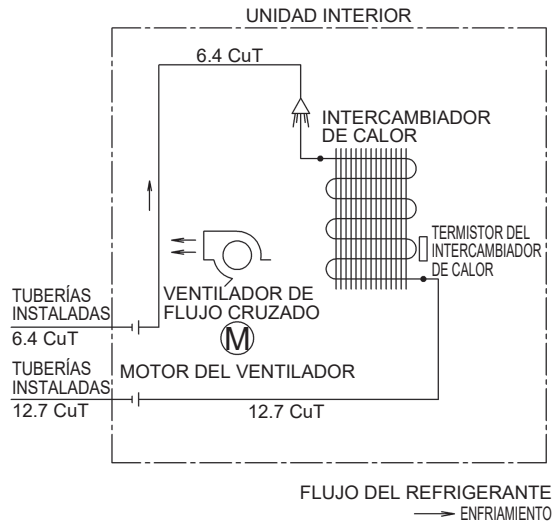 UNIDAD INTERIOR
6.4 CuT
INTERCAMBIADOR
DE CALOR
TERMISTOR DEL
INTERCAMBIADOR
DE CALOR
VENTILADOR DE
FLUJO CRUZADO
M
MOTOR DEL VENTILADOR
TUBERÍAS
INSTALADAS
6.4 CuT
TUBERÍAS
INSTALADAS
12.7 CuT
12.7 CuT
FLUJO DEL REFRIGERANTE
ENFRIAMIENTO